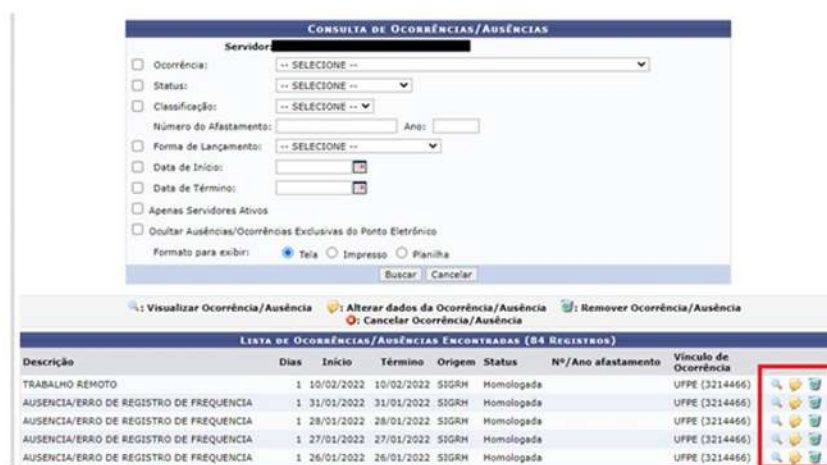 CONSULTA DE OCORRÊNCIAS/AUSÊNCIAS
Servidor:
Ocorrência: -- SELECIONE --
Status: -- SELECIONE --
Classificação: -- SELECIONE --
Número do Afastamento: Ano:
Forma de Lançamento: -- SELECIONE --
Data de Início:
Data de Término:
Apenas Servidores Ativos
Ocultar Ausências/Ocorrências Exclusivas do Ponto Eletrônico
Formato para exibir: Tela Impresso Planilha
Buscar Cancelar
: Visualizar Ocorrência/Ausência : Alterar dados da Ocorrência/Ausência : Remover Ocorrência/Ausência
: Cancelar Ocorrência/Ausência
LISTA DE OCORRÊNCIAS/AUSÊNCIAS ENCONTRADAS (84 REGISTROS)
Descrição Dias Início Término Origem Status Nº/Ano afastamento Vínculo de Ocorrência
TRABALHO REMOTO 1 10/02/2022 10/02/2022 SIGRH Homologada UFPE (3214466)
AUSENCIA/ERRO DE REGISTRO DE FREQUENCIA 1 31/01/2022 31/01/2022 SIGRH Homologada UFPE (3214466)
AUSENCIA/ERRO DE REGISTRO DE FREQUENCIA 1 28/01/2022 28/01/2022 SIGRH Homologada UFPE (3214466)
AUSENCIA/ERRO DE REGISTRO DE FREQUENCIA 1 27/01/2022 27/01/2022 SIGRH Homologada UFPE (3214466)
AUSENCIA/ERRO DE REGISTRO DE FREQUENCIA 1 26/01/2022 26/01/2022 SIGRH Homologada UFPE (3214466)